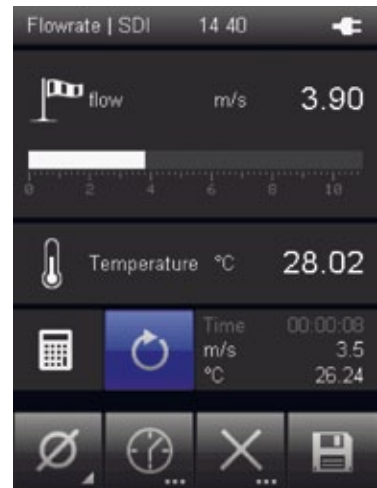 Flowrate | SDI 14 40
flow m/s 3.90
0 2 4 6 8 10
Temperature °C 28.02
Time 00:00:08
m/s 3.5
°C 26.24